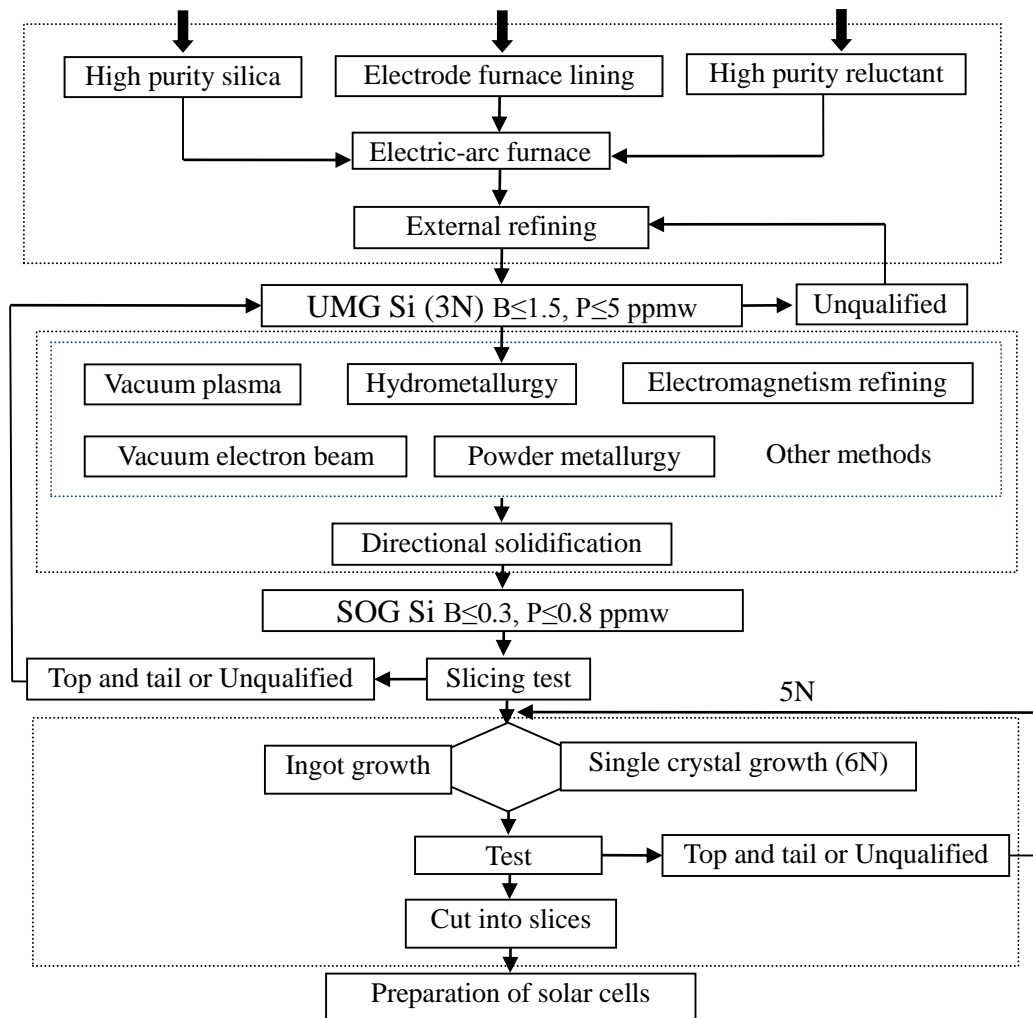 High purity silica
Electrode furnace lining
High purity reluctant
Electric-arc furnace
External refining
UMG Si (3N) B≤1.5, P≤5 ppmw
Unqualified
Vacuum plasma
Hydrometallurgy
Electromagnetism refining
Vacuum electron beam
Powder metallurgy
Other methods
Directional solidification
SOG Si B≤0.3, P≤0.8 ppmw
Top and tail or Unqualified
Slicing test
5N
Ingot growth
Single crystal growth (6N)
Test
Top and tail or Unqualified
Cut into slices
Preparation of solar cells